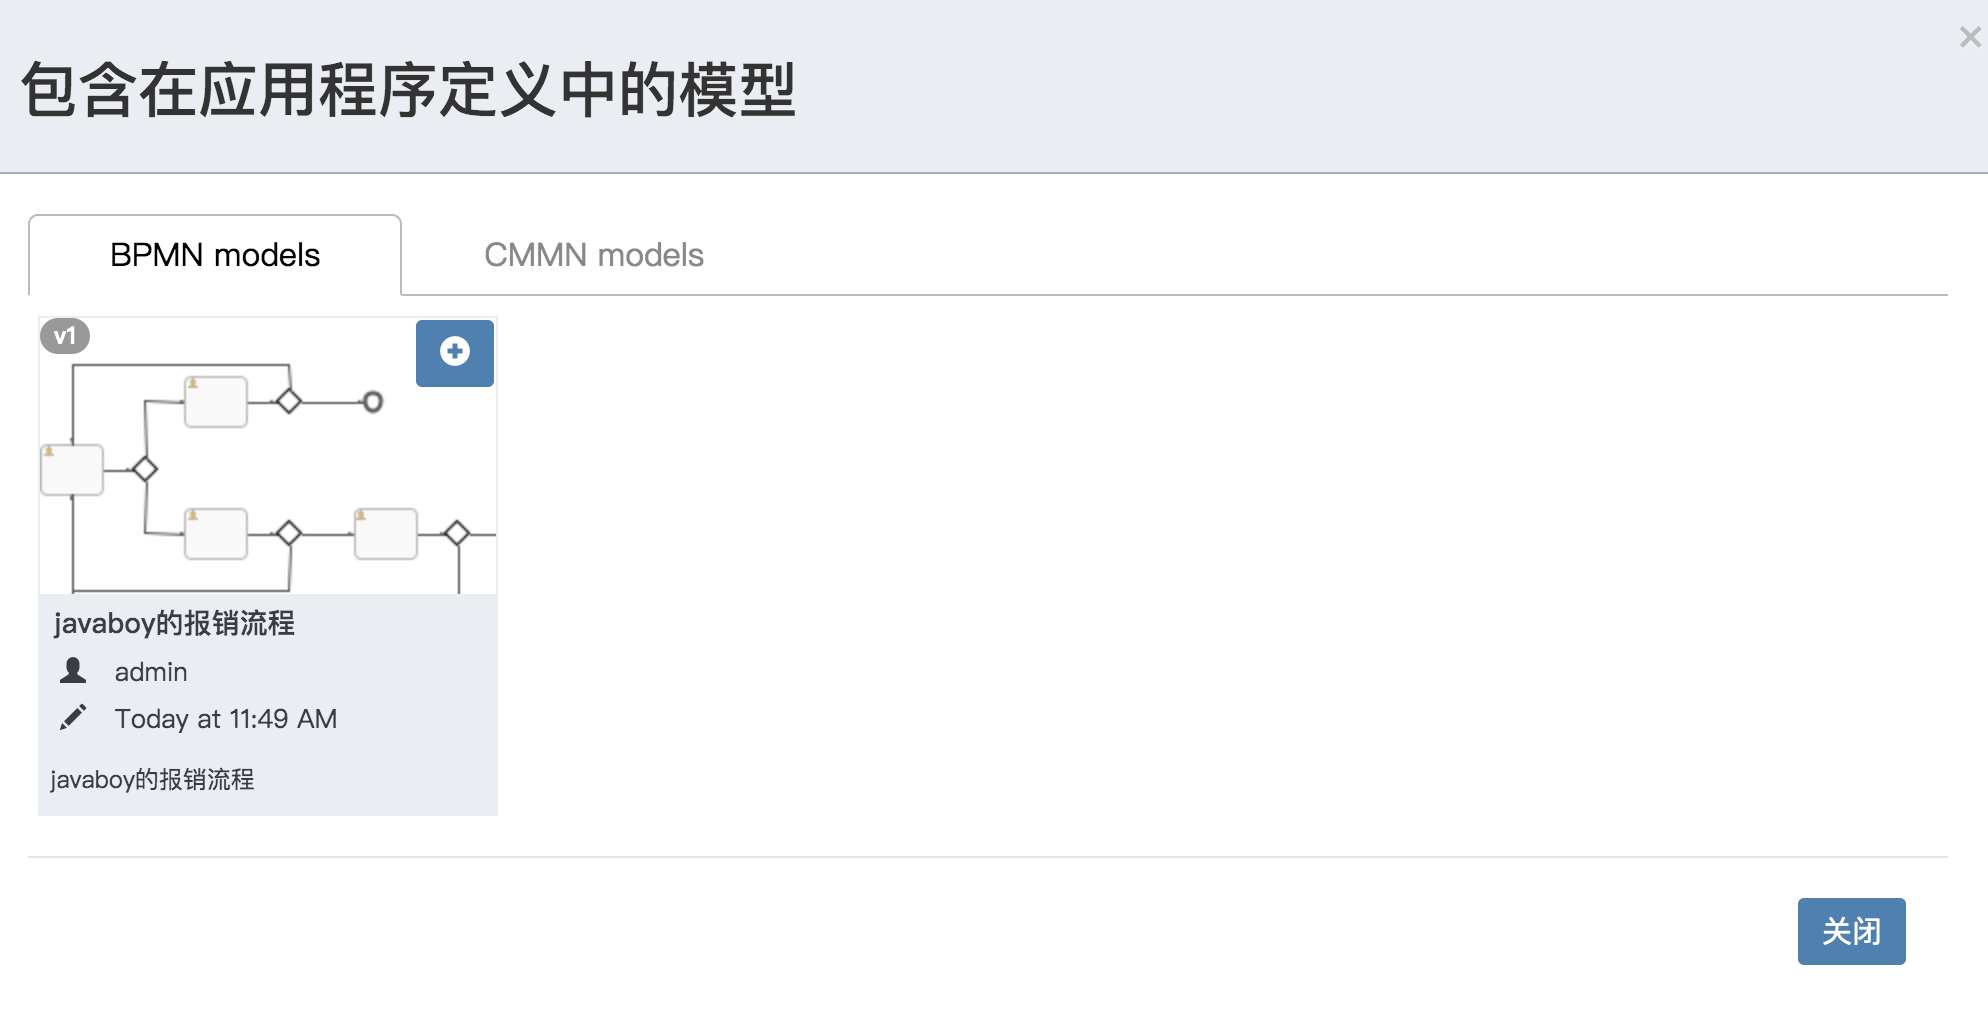 包含在应用程序定义中的模型
BPMN models
CMMN models
v1
javaboy的报销流程
admin
Today at 11:49 AM
javaboy的报销流程
关闭